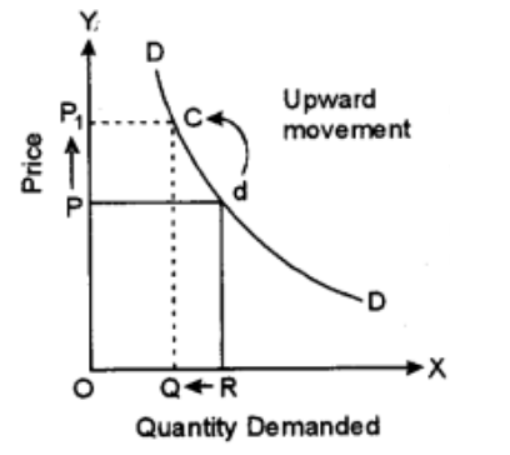 Y
D
P1
C
Upward
movement
Price
P
d
D
X
O
Q
R
Quantity Demanded